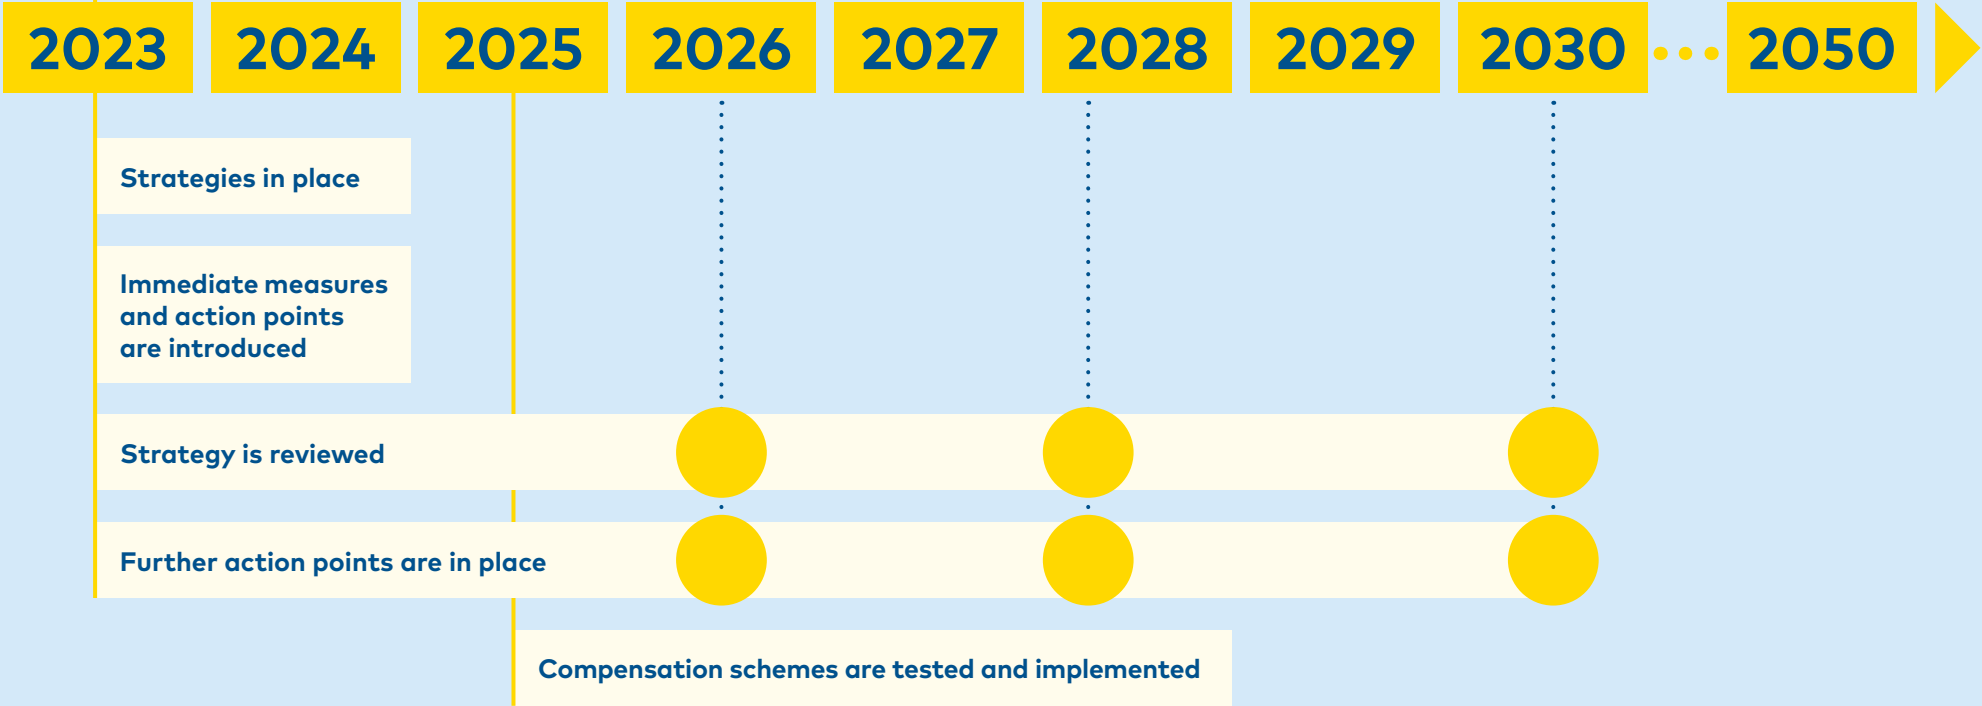 2023 2024 2025 2026 2027 2028 2029 2030 ... 2050
Strategies in place
Immediate measures
and action points
are introduced
Strategy is reviewed
Further action points are in place
Compensation schemes are tested and implemented